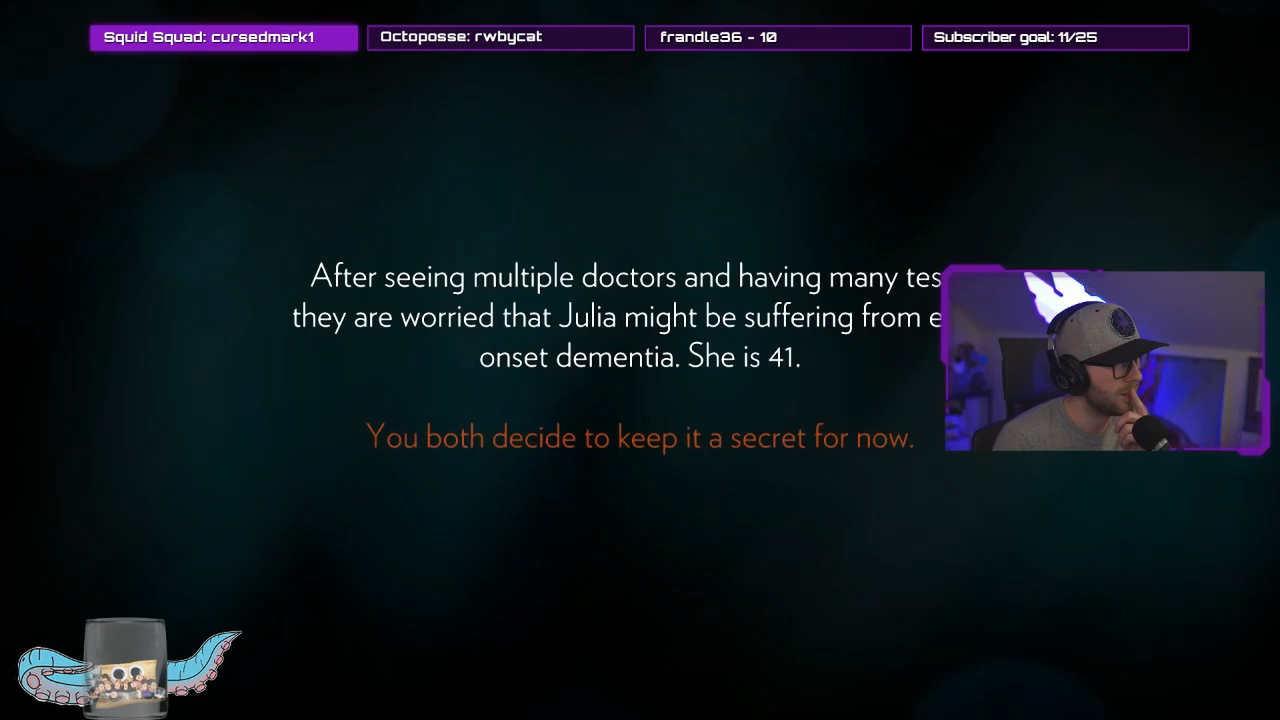 Squid Squad: cursedmark1
Octoposse: rwbycat
frandle36 - 10
Subscriber goal: 11/25
After seeing multiple doctors and having many
they are worried that Julia might be suffering from
onset dementia. She is 41.
You both decide to keep it a secret for now.